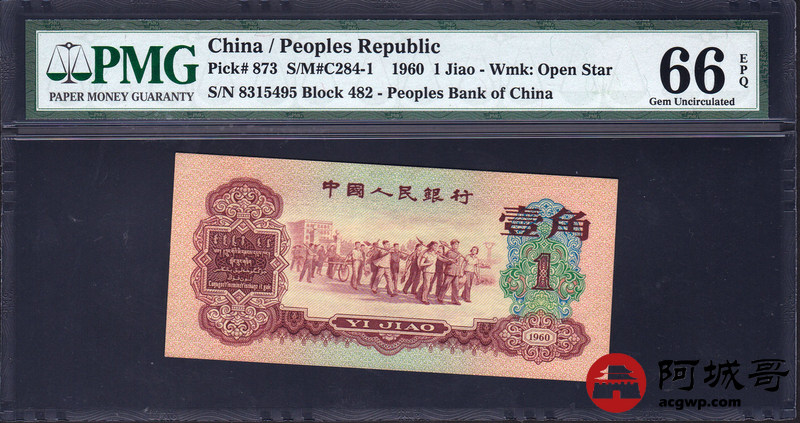 PMG
PAPER MONEY GUARANTY
China / Peoples Republic
Pick# 873 S/M#C284-1 1960 1 Jiao - Wmk: Open Star
S/N 8315495 Block 482 - Peoples Bank of China
66
EPQ
Gem Uncirculated
中國人民銀行
壹角
1
YI JIAO
1960
阿城哥
acgwp.com